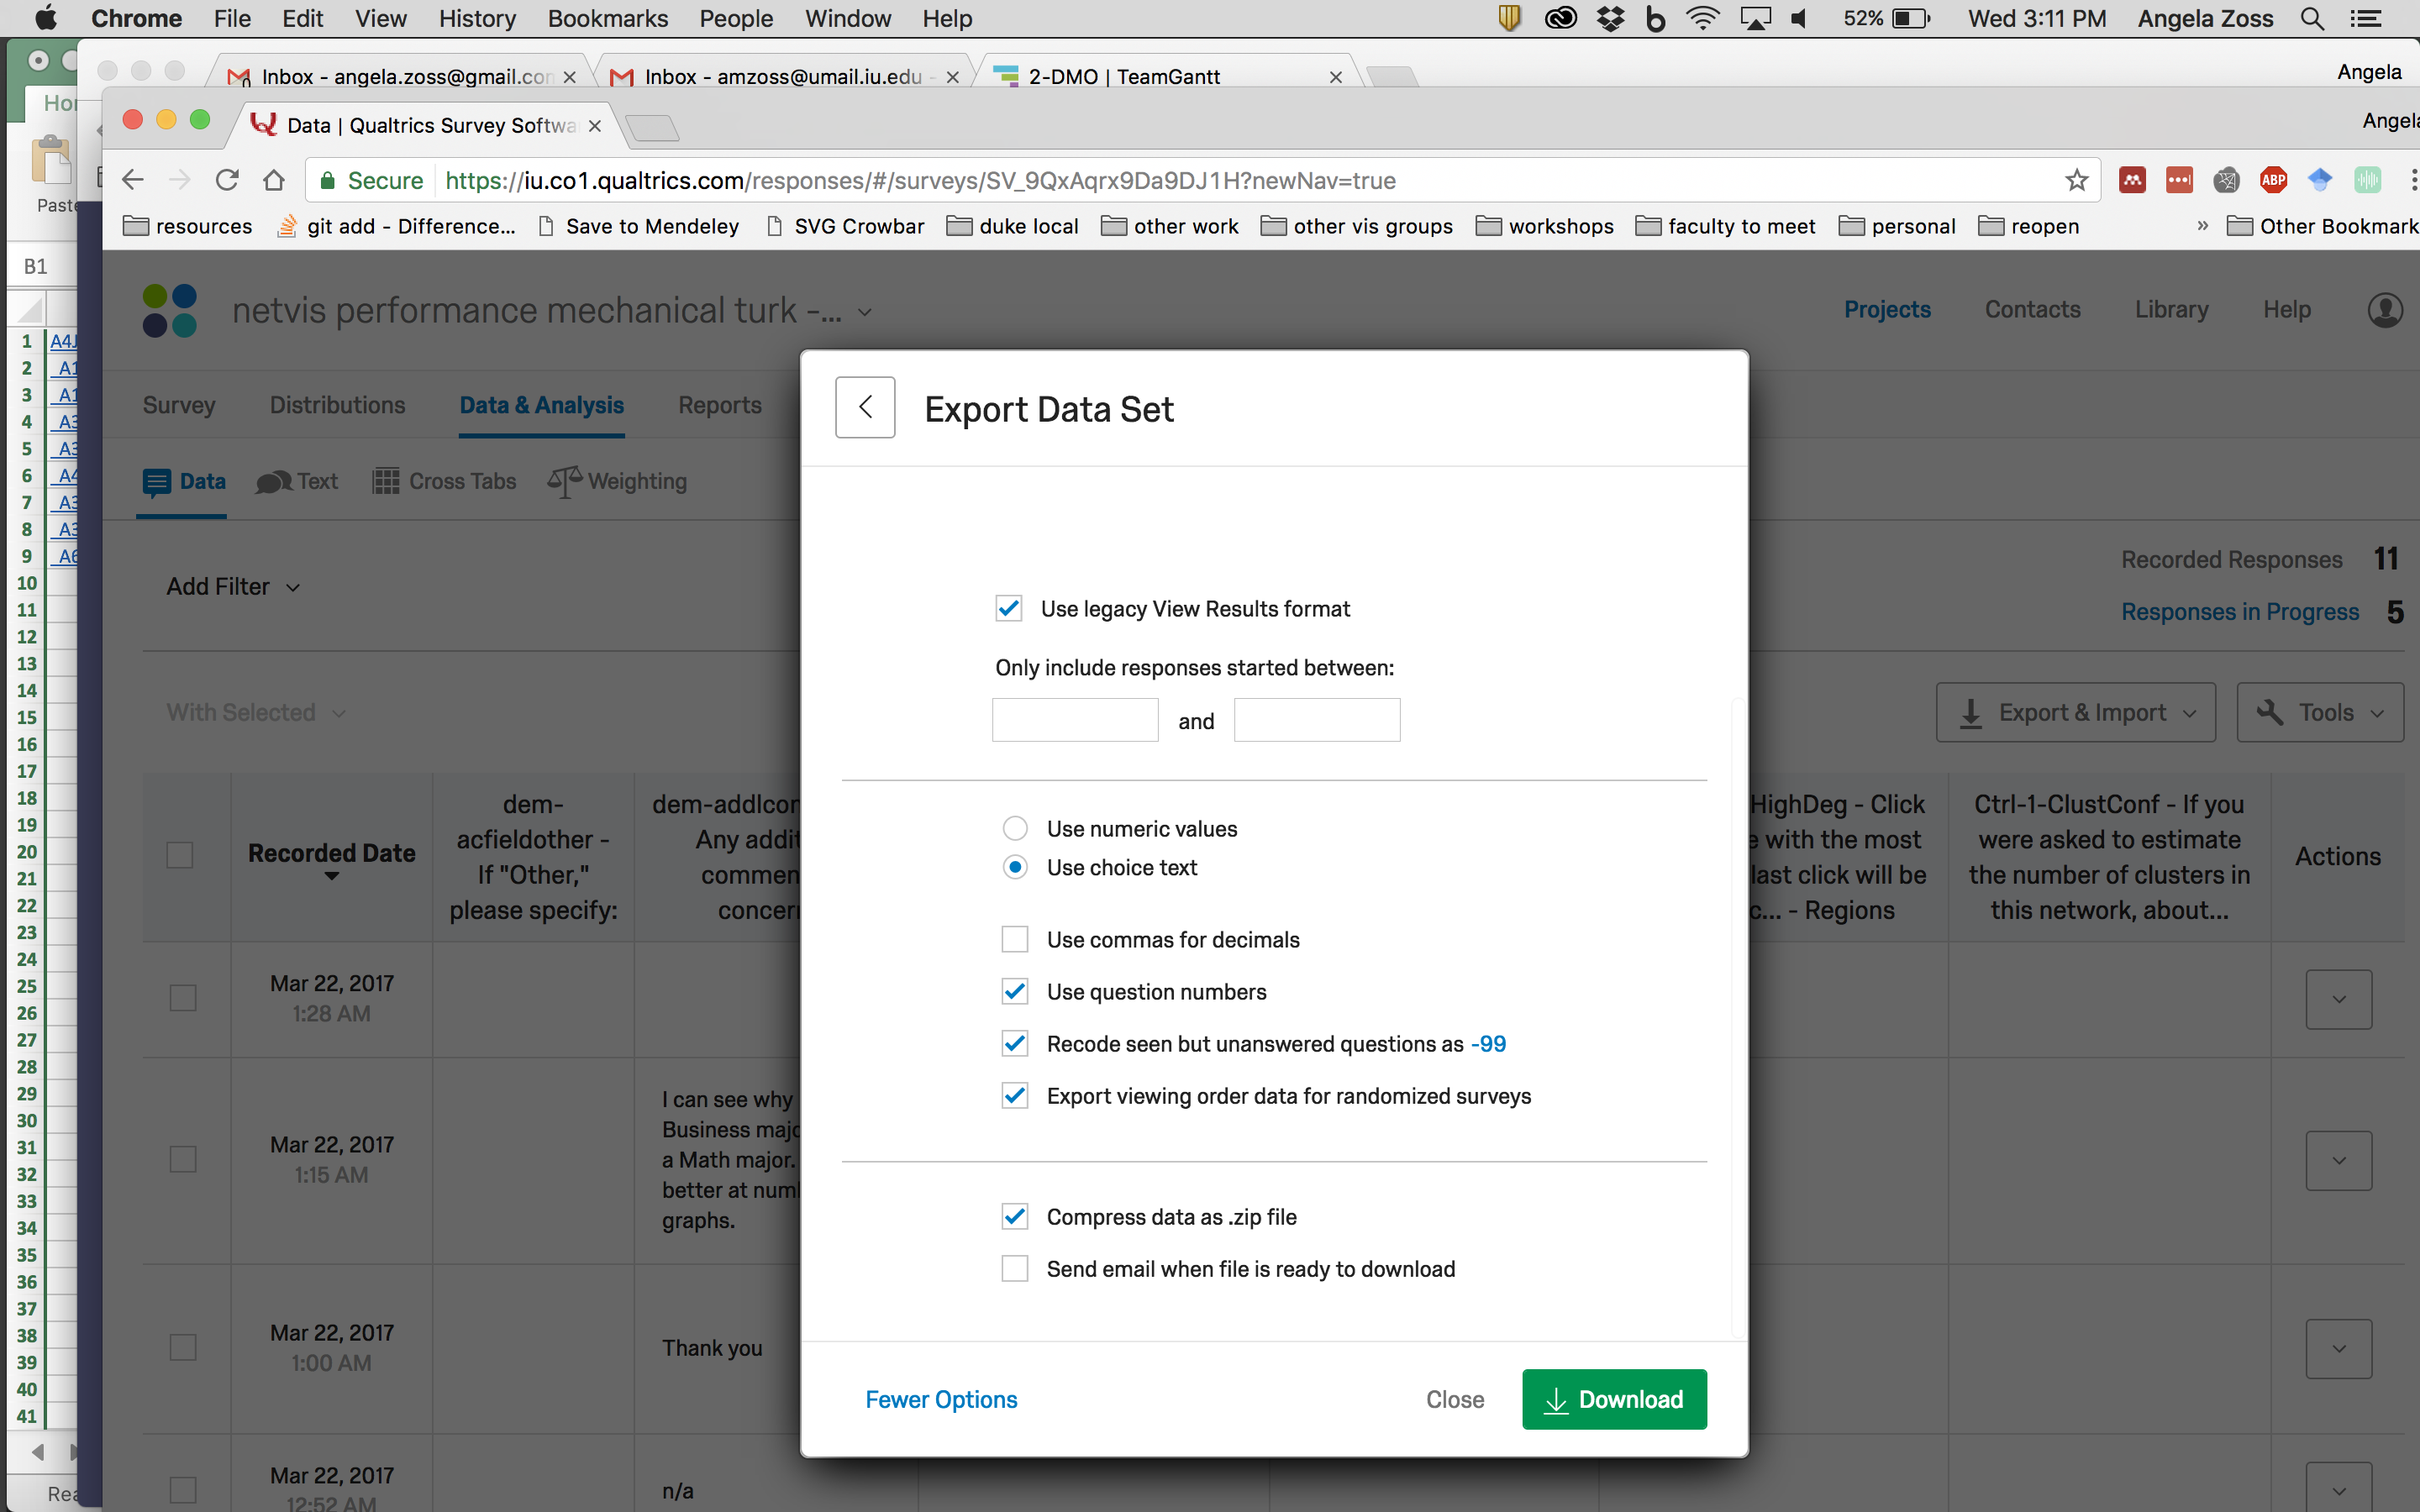 Chrome File Edit View History Bookmarks People Window Help 52% Wed 3:11 PM Angela Zoss
Inbox - angela.zoss@gmail.com Inbox - amzoss@umail.iu.edu - 2-DMO | TeamGantt Angela
Data | Qualtrics Survey Softwa Angela
Secure https://iu.co1.qualtrics.com/responses/#/surveys/SV_9QxAqrx9Da9DJ1H?newNav=true ABP
Paste
resources git add - Difference... Save to Mendeley SVG Crowbar duke local other work other vis groups workshops faculty to meet personal reopen » Other Bookmark
B1
netvis performance mechanical turk -... Projects Contacts Library Help
Survey Distributions Data & Analysis Reports
Data Text Cross Tabs Weighting
Add Filter
Recorded Responses 11
Responses in Progress 5
With Selected
Export & Import Tools
Recorded Date
dem-
acfieldother -
If "Other,"
please specify:
dem-addlcon
Any addit
commen
concer
HighDeg - Click
e with the most
last click will be
c... - Regions
Ctrl-1-ClustConf - If you
were asked to estimate
the number of clusters in
this network, about...
Actions
Mar 22, 2017
1:28 AM
Mar 22, 2017
1:15 AM
I can see why
Business majo
a Math major.
better at num
graphs.
Mar 22, 2017
1:00 AM
Thank you
Mar 22, 2017
12:52 AM
n/a
Export Data Set
Use legacy View Results format
Only include responses started between:
and
Use numeric values
Use choice text
Use commas for decimals
Use question numbers
Recode seen but unanswered questions as -99
Export viewing order data for randomized surveys
Compress data as .zip file
Send email when file is ready to download
Fewer Options Close Download
1 A4J
2 A1
3 A1
4 A3
5 A3
6 A4
7 A3
8 A3
9 A6
10
11
12
13
14
15
16
17
18
19
20
21
22
23
24
25
26
27
28
29
30
31
32
33
34
35
36
37
38
39
40
41